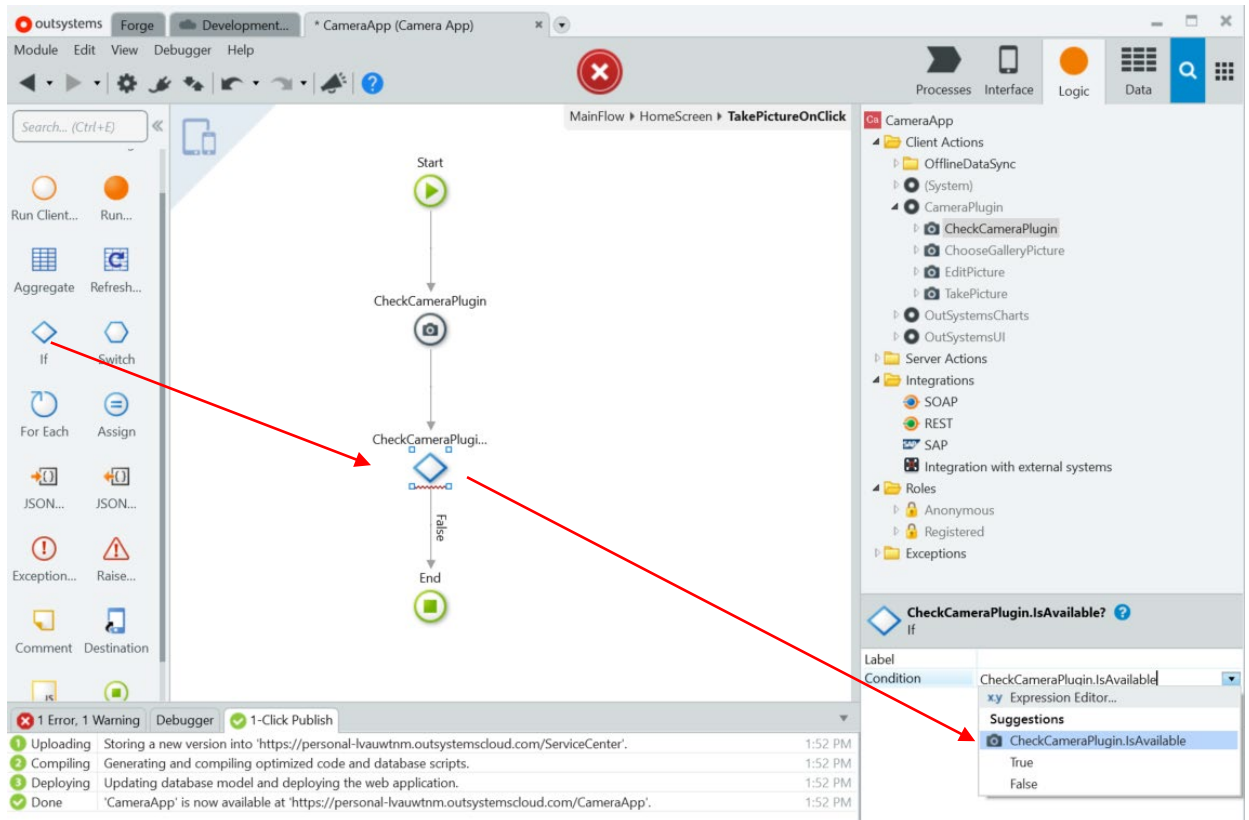 outsystems
Forge
Development...
* CameraApp (Camera App)
Module Edit View Debugger Help
Processes
Interface
Logic
Data
Search... (Ctrl+E)
Run Client...
Run...
Aggregate
Refresh...
If
Switch
For Each
Assign
JSON...
JSON...
Exception...
Raise...
Comment
Destination
JS
MainFlow HomeScreen TakePictureOnClick
Start
CheckCameraPlugin
CheckCameraPlugi...
False
End
Ca CameraApp
Client Actions
OfflineDataSync
(System)
CameraPlugin
CheckCameraPlugin
ChooseGalleryPicture
EditPicture
TakePicture
OutSystemsCharts
OutSystemsUI
Server Actions
Integrations
SOAP
REST
SAP SAP
Integration with external systems
Roles
Anonymous
Registered
Exceptions
CheckCameraPlugin.IsAvailable? ?
If
Label
Condition CheckCameraPlugin.IsAvailable
x.y Expression Editor...
Suggestions
CheckCameraPlugin.IsAvailable
True
False
1 Error, 1 Warning
Debugger
1-Click Publish
1 Uploading Storing a new version into 'https://personal-lvauwtnm.outsystemscloud.com/ServiceCenter'. 1:52 PM
2 Compiling Generating and compiling optimized code and database scripts. 1:52 PM
3 Deploying Updating database model and deploying the web application. 1:52 PM
Done 'CameraApp' is now available at 'https://personal-lvauwtnm.outsystemscloud.com/CameraApp'. 1:52 PM